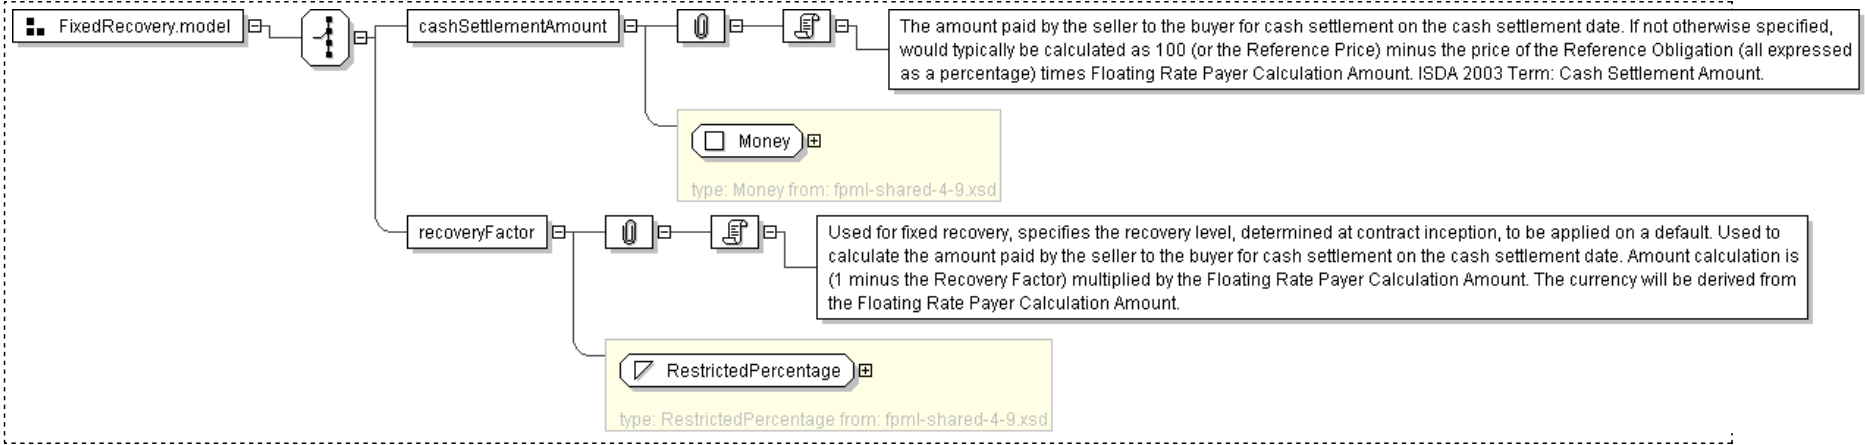 FixedRecovery.model
cashSettlementAmount
The amount paid by the seller to the buyer for cash settlement on the cash settlement date. If not otherwise specified,
would typically be calculated as 100 (or the Reference Price) minus the price of the Reference Obligation (all expressed
as a percentage) times Floating Rate Payer Calculation Amount. ISDA 2003 Term: Cash Settlement Amount.
Money
type: Money from: fpml-shared-4-9.xsd
recoveryFactor
Used for fixed recovery, specifies the recovery level, determined at contract inception, to be applied on a default. Used to
calculate the amount paid by the seller to the buyer for cash settlement on the cash settlement date. Amount calculation is
(1 minus the Recovery Factor) multiplied by the Floating Rate Payer Calculation Amount. The currency will be derived from
the Floating Rate Payer Calculation Amount.
RestrictedPercentage
type: RestrictedPercentage from: fpml-shared-4-9.xsd